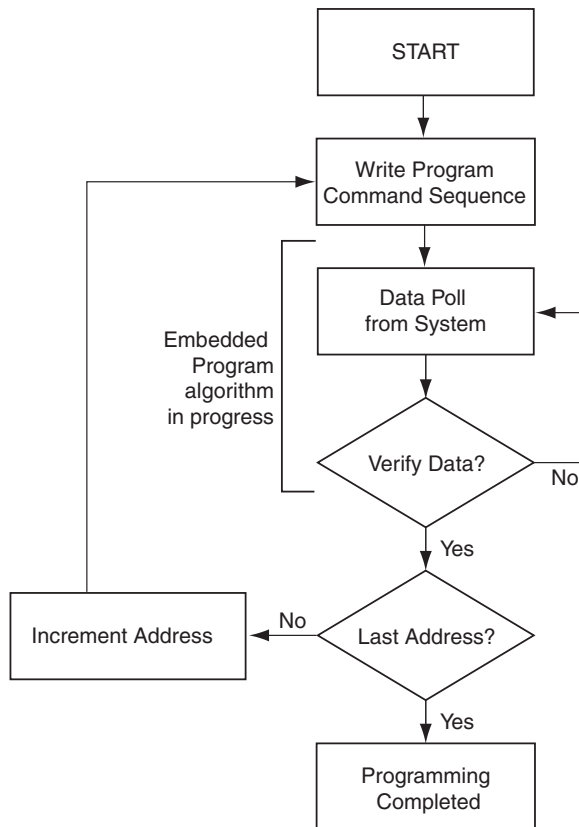 START
Write Program
Command Sequence
Data Poll
from System
Embedded
Program
algorithm
in progress
Verify Data?
No
Yes
Last Address?
No
Increment Address
Yes
Programming
Completed